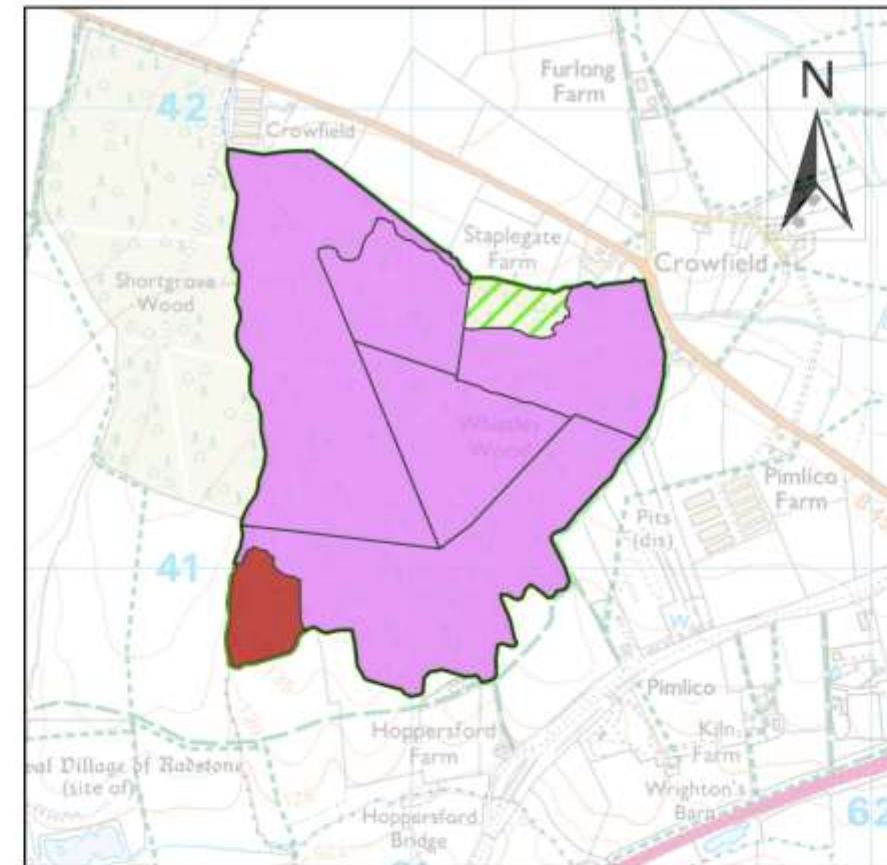 Furlong
Farm
N
42
Crowfield
Staplegate
Farm
Crowfield
Shortgrove
Wood
Whistley
Wood
Pimlico
Farm
Pits
(dis)
41
W
Pimlico
Hoppersford
Farm
Kiln
Farm
al Village of Radstone
(site of)
Wrighton's
Barn
Hoppersford
Bridge
62